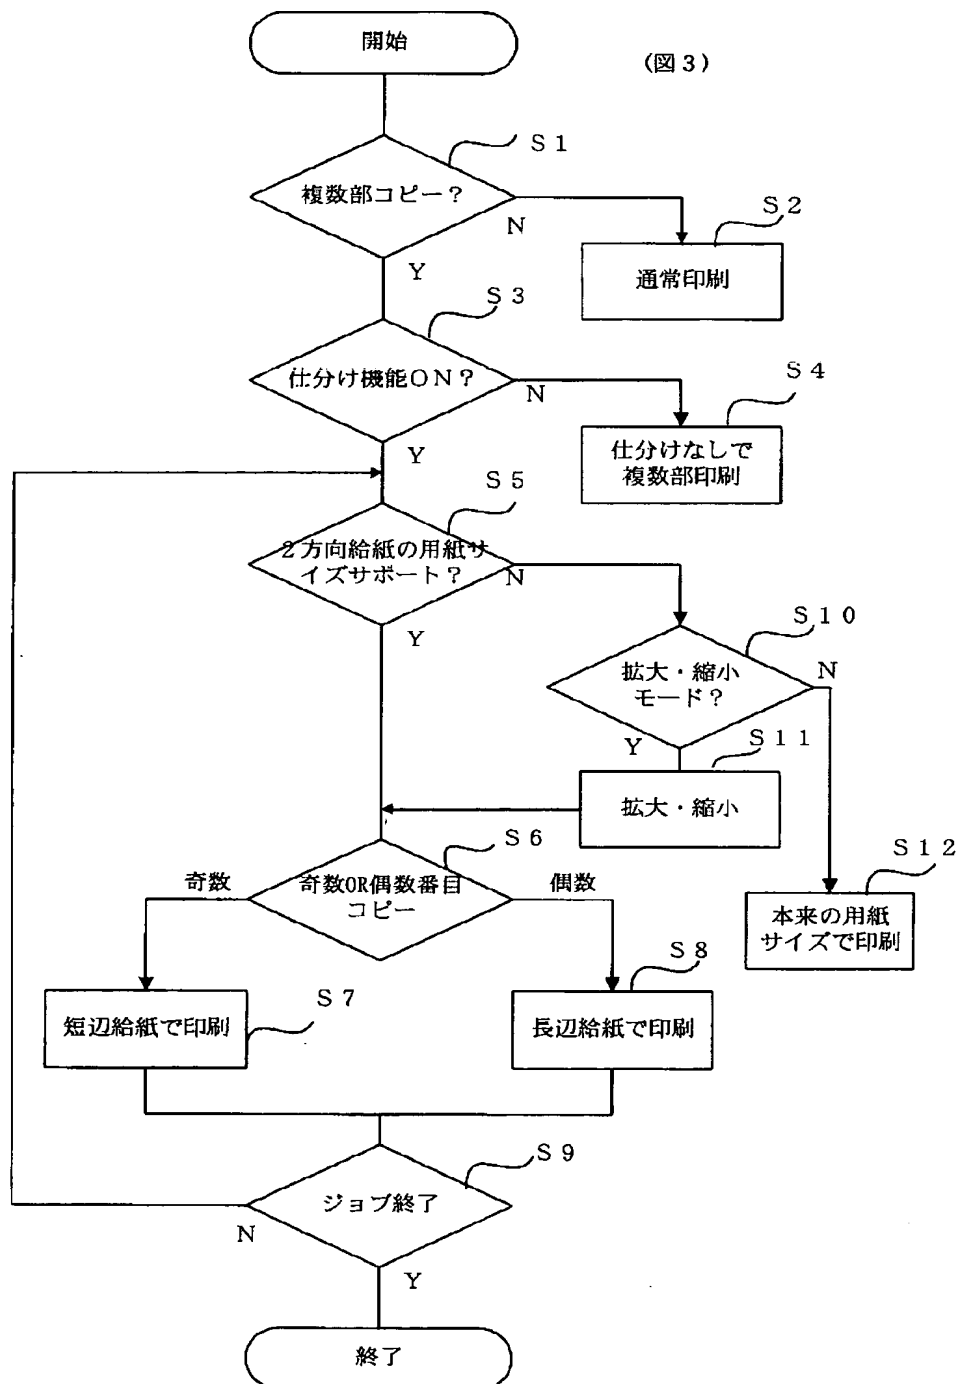 開始
(図3)
S1
複数部コピー?
N
S2
通常印刷
Y
S3
仕分け機能ON?
N
S4
仕分けなしで
複数部印刷
Y
S5
2方向給紙の用紙サ
イズサポート?
N
Y
S10
拡大・縮小
モード?
N
Y
S11
拡大・縮小
S6
奇数
奇数OR偶数番目
コピー
偶数
S12
本来の用紙
サイズで印刷
S7
短辺給紙で印刷
S8
長辺給紙で印刷
S9
ジョブ終了
N
Y
終了